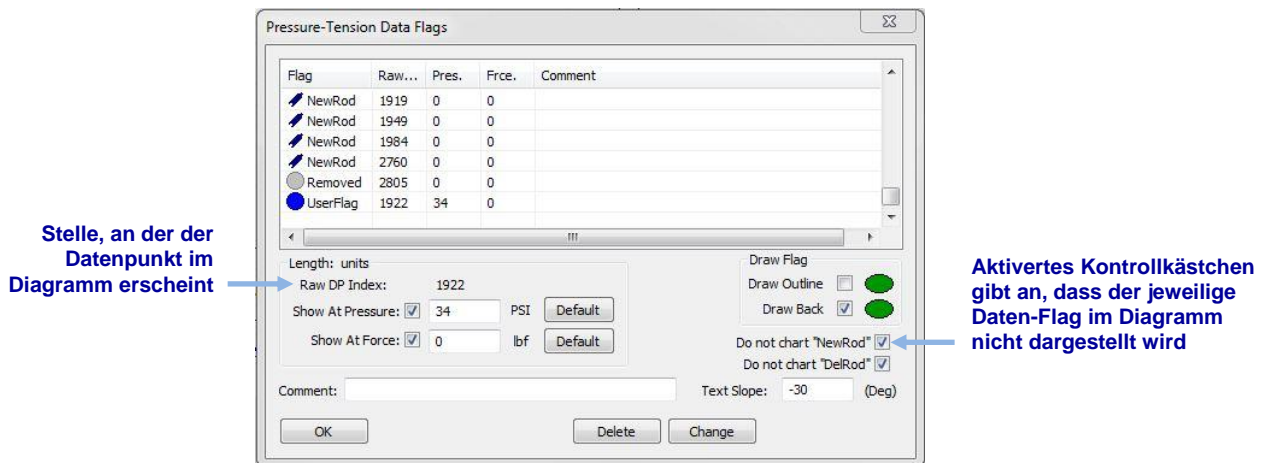 Pressure-Tension Data Flags
Flag Raw... Pres. Frce. Comment
NewRod 1919 0 0
NewRod 1949 0 0
NewRod 1984 0 0
NewRod 2760 0 0
Removed 2805 0 0
UserFlag 1922 34 0
Stelle, an der der
Datenpunkt im
Diagramm erscheint
Length: units
Raw DP Index: 1922
Show At Pressure: 34 PSI Default
Show At Force: 0 lbf Default
Draw Flag
Draw Outline
Draw Back
Do not chart "NewRod"
Do not chart "DelRod"
Comment:
Text Slope: -30 (Deg)
OK Delete Change
Aktivertes Kontrollkästchen
gibt an, dass der jeweilige
Daten-Flag im Diagramm
nicht dargestellt wird